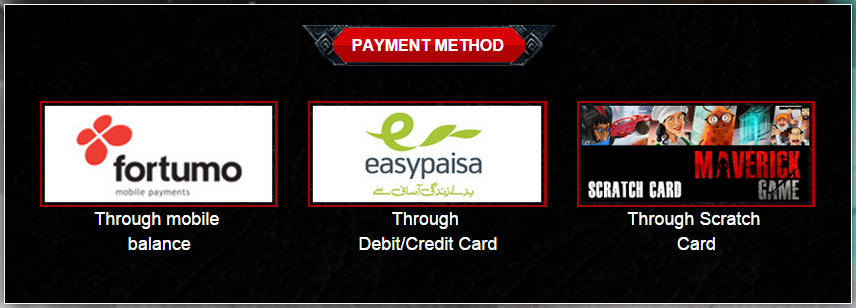 PAYMENT METHOD
fortumo
mobile payments
easypaisa
بدلے زندگی آسانی سے
MAVERICK
SCRATCH CARD
GAME
Through mobile
balance
Through
Debit/Credit Card
Through Scratch
Card